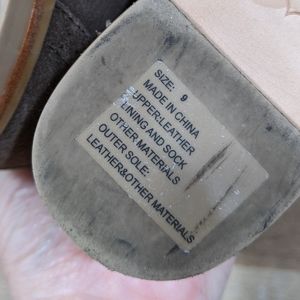 SIZE: 9
MADE IN CHINA
UPPER:LEATHER
LINING AND SOCK
OTHER MATERIALS
OUTER SOLE:
LEATHER&OTHER MATERIALS